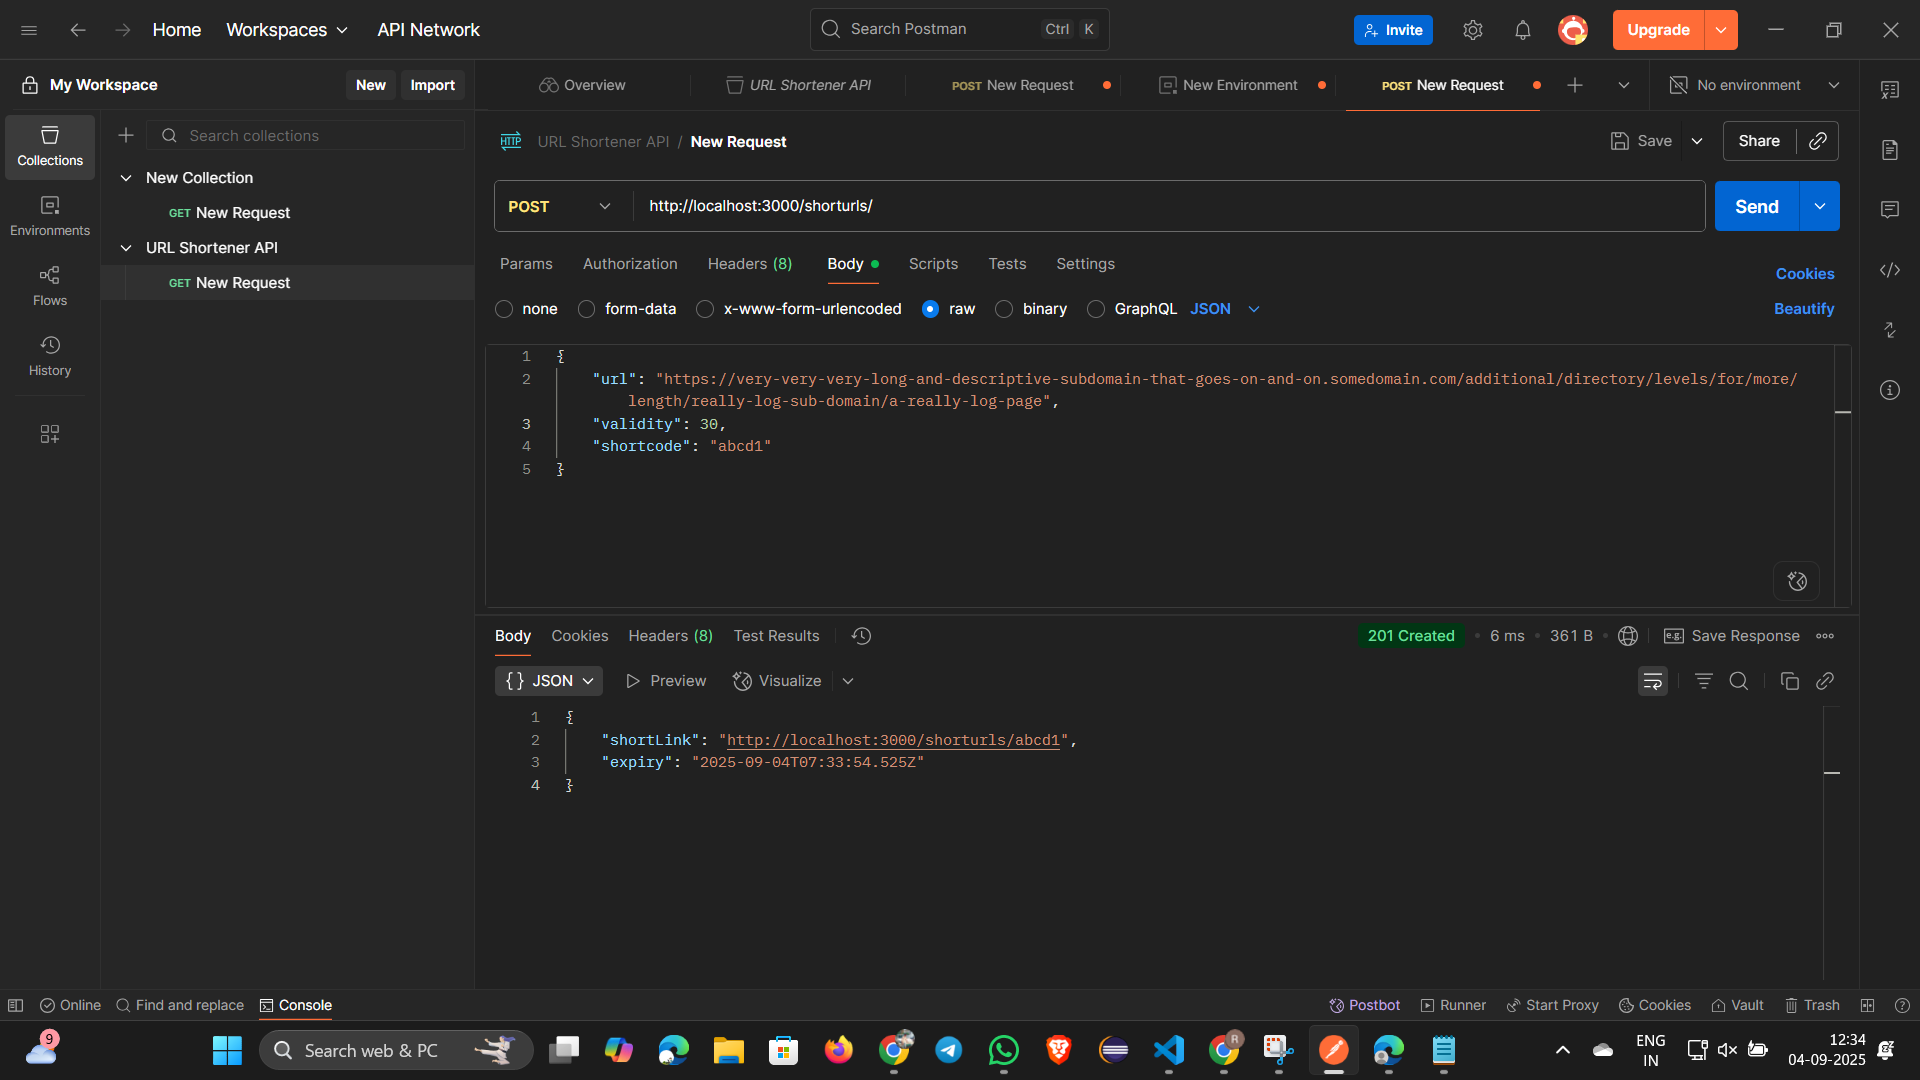 Home
Workspaces
API Network
Search Postman
Ctrl K
Invite
Upgrade
My Workspace
New
Import
Overview
URL Shortener API
POST New Request
New Environment
POST New Request
No environment
Collections
Environments
Flows
History
Search collections
New Collection
GET New Request
URL Shortener API
GET New Request
HTTP URL Shortener API / New Request
Save
Share
POST
http://localhost:3000/shorturls/
Send
Params
Authorization
Headers (8)
Body
Scripts
Tests
Settings
Cookies
none
form-data
x-www-form-urlencoded
raw
binary
GraphQL
JSON
Beautify
1 {
2 "url": "https://very-very-very-long-and-descriptive-subdomain-that-goes-on-and-on.somedomain.com/additional/directory/levels/for/more/
length/really-log-sub-domain/a-really-log-page",
3 "validity": 30,
4 "shortcode": "abcd1"
5 }
Body
Cookies
Headers (8)
Test Results
201 Created
6 ms
361 B
e.g. Save Response
{} JSON
Preview
Visualize
1 {
2 "shortLink": "http://localhost:3000/shorturls/abcd1",
3 "expiry": "2025-09-04T07:33:54.525Z"
4 }
Online
Find and replace
Console
Postbot
Runner
Start Proxy
Cookies
Vault
Trash
9
Search web & PC
R
ENG
IN
12:34
04-09-2025